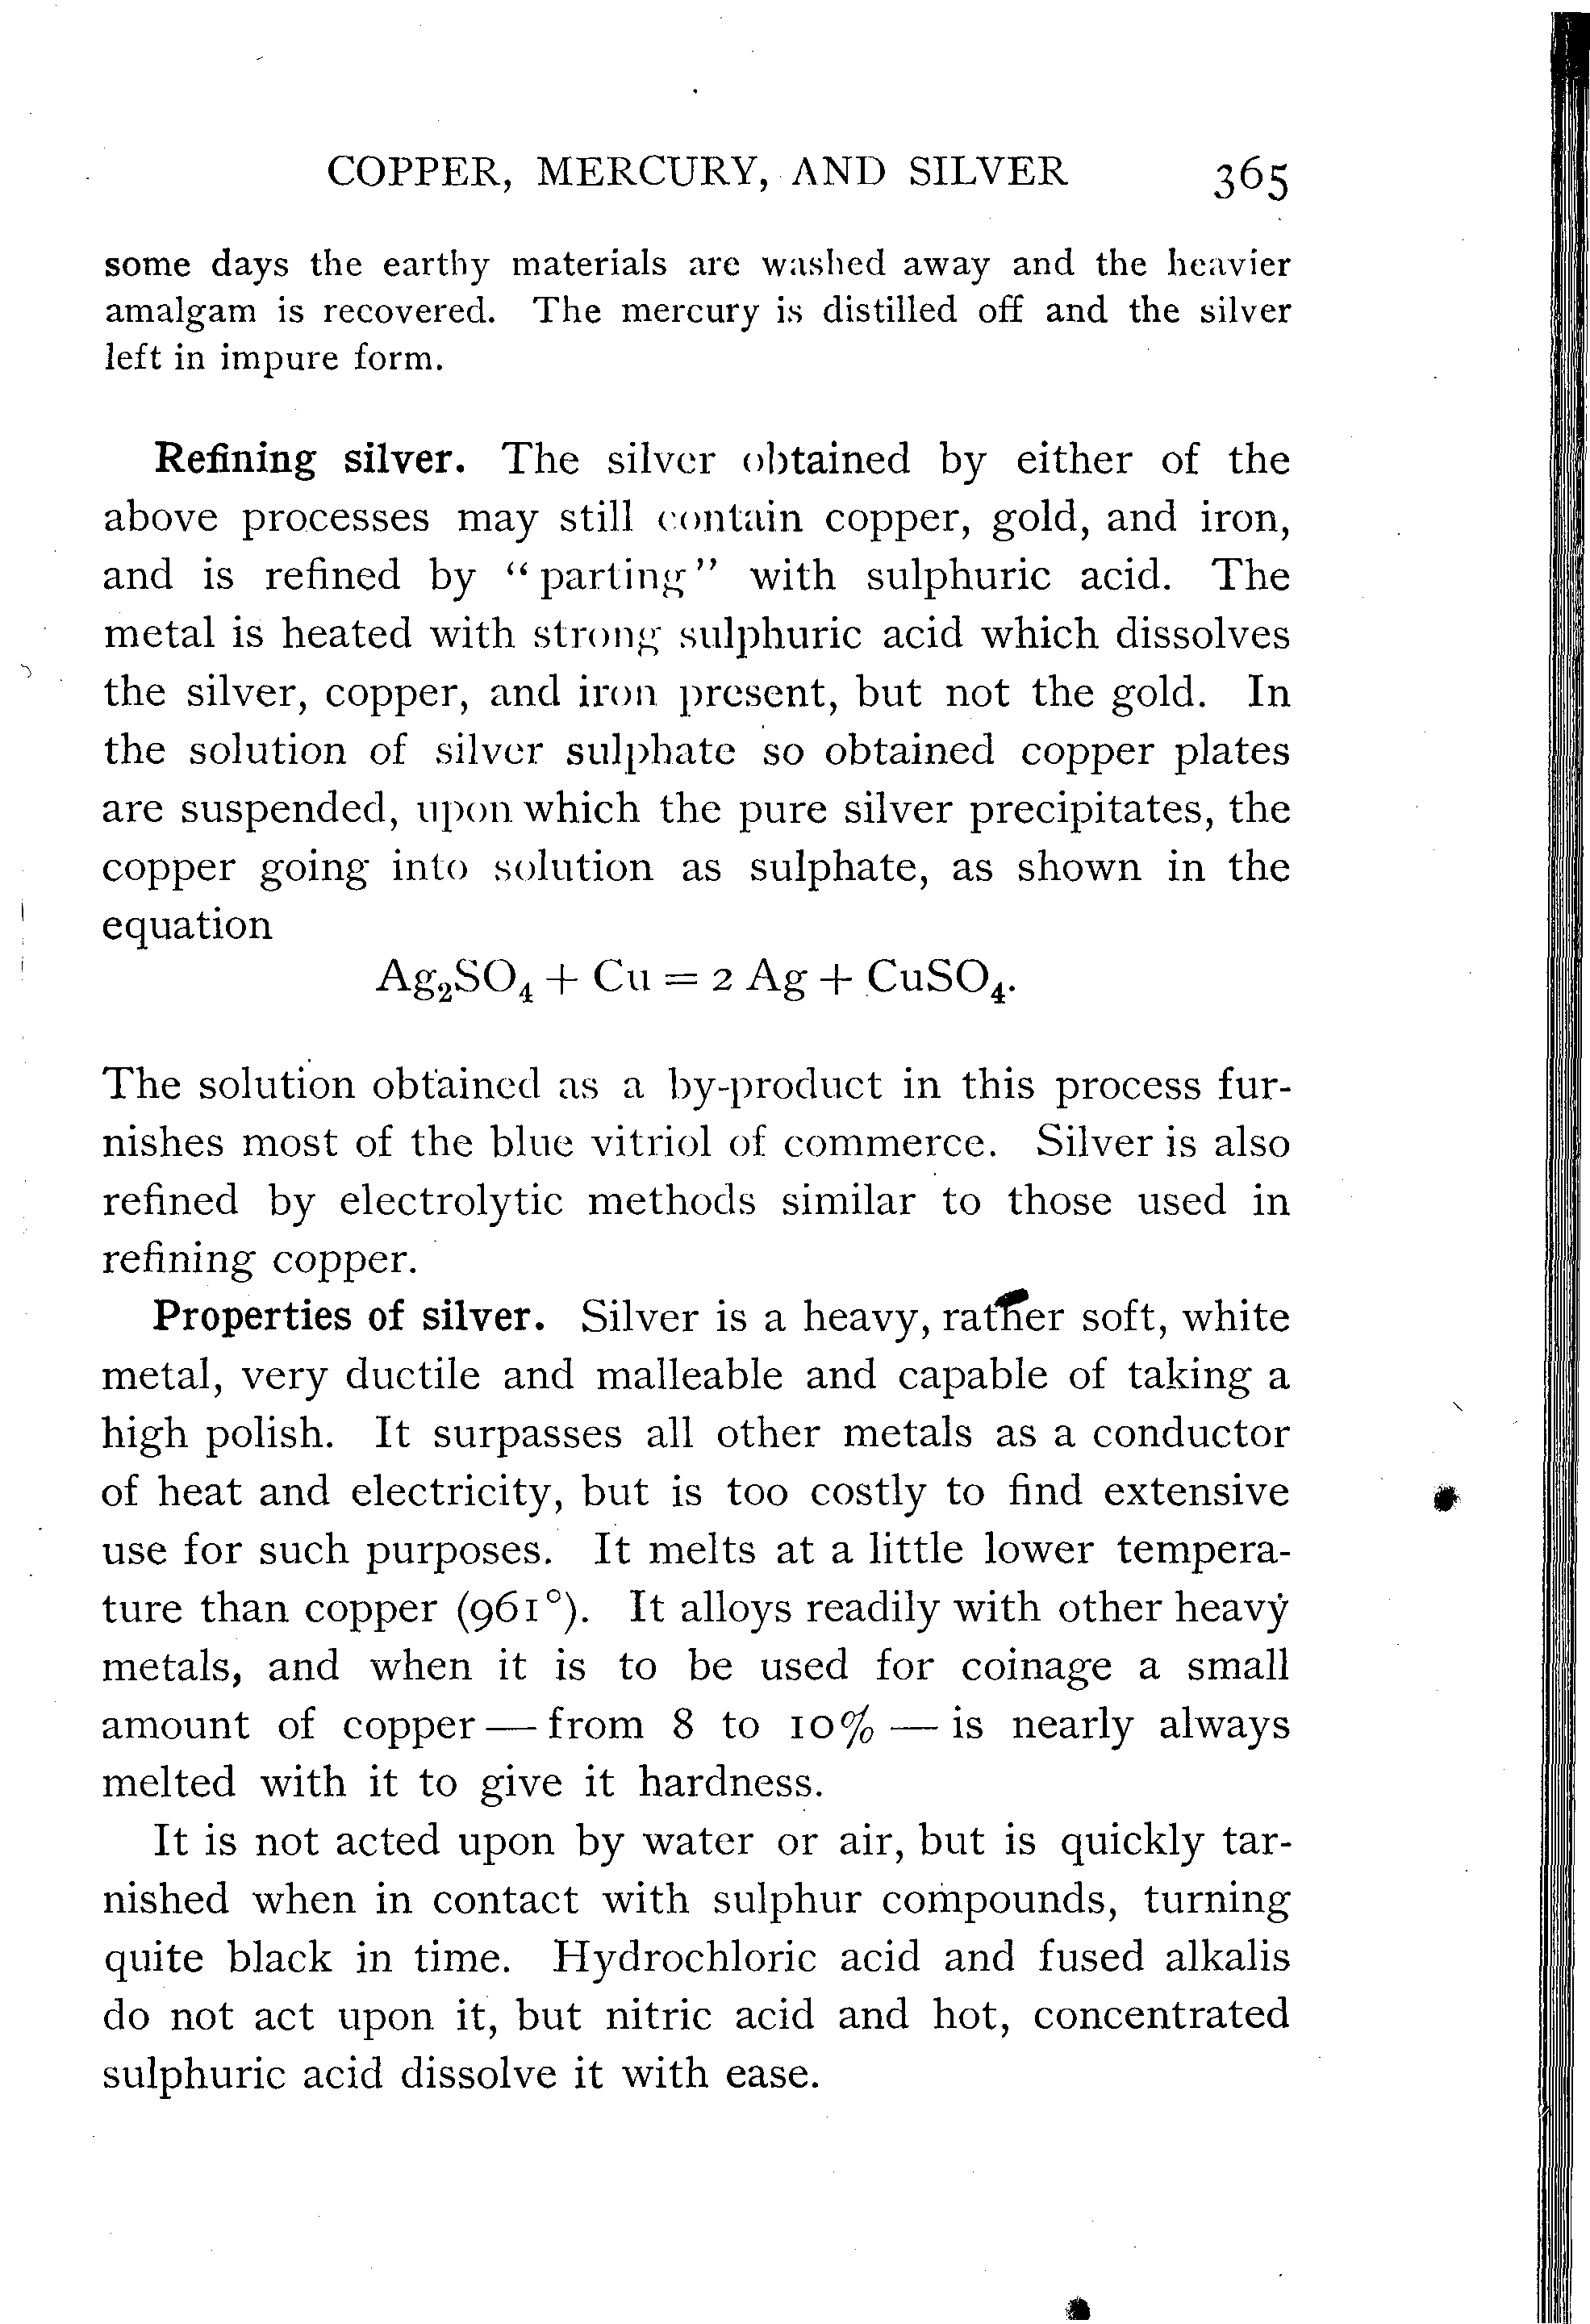 COPPER, MERCURY, AND SILVER 365
some days the earthy materials are washed away and the heavier
amalgam is recovered. The mercury is distilled off and the silver
left in impure form.
Refining silver. The silver obtained by either of the
above processes may still contain copper, gold, and iron,
and is refined by “parting” with sulphuric acid. The
metal is heated with strong sulphuric acid which dissolves
the silver, copper, and iron present, but not the gold. In
the solution of silver sulphate so obtained copper plates
are suspended, upon which the pure silver precipitates, the
copper going into solution as sulphate, as shown in the
equation
Ag₂SO₄ + Cu = 2 Ag + CuSO₄.
The solution obtained as a by-product in this process fur-
nishes most of the blue vitriol of commerce. Silver is also
refined by electrolytic methods similar to those used in
refining copper.
Properties of silver. Silver is a heavy, rather soft, white
metal, very ductile and malleable and capable of taking a
high polish. It surpasses all other metals as a conductor
of heat and electricity, but is too costly to find extensive
use for such purposes. It melts at a little lower tempera-
ture than copper (961°). It alloys readily with other heavy
metals, and when it is to be used for coinage a small
amount of copper — from 8 to 10% — is nearly always
melted with it to give it hardness.
It is not acted upon by water or air, but is quickly tar-
nished when in contact with sulphur compounds, turning
quite black in time. Hydrochloric acid and fused alkalis
do not act upon it, but nitric acid and hot, concentrated
sulphuric acid dissolve it with ease.